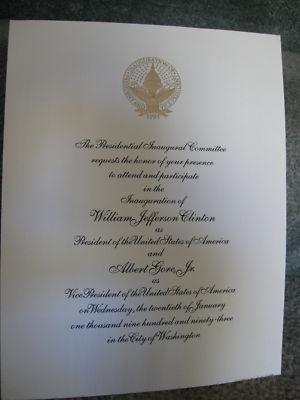 1993
The Presidential Inaugural Committee
requests the honor of your presence
to attend and participate
in the
Inauguration of
William Jefferson Clinton
as
President of the United States of America
and
Albert Gore, Jr.
as
Vice President of the United States of America
on Wednesday, the twentieth of January
one thousand nine hundred and ninety-three
in the City of Washington